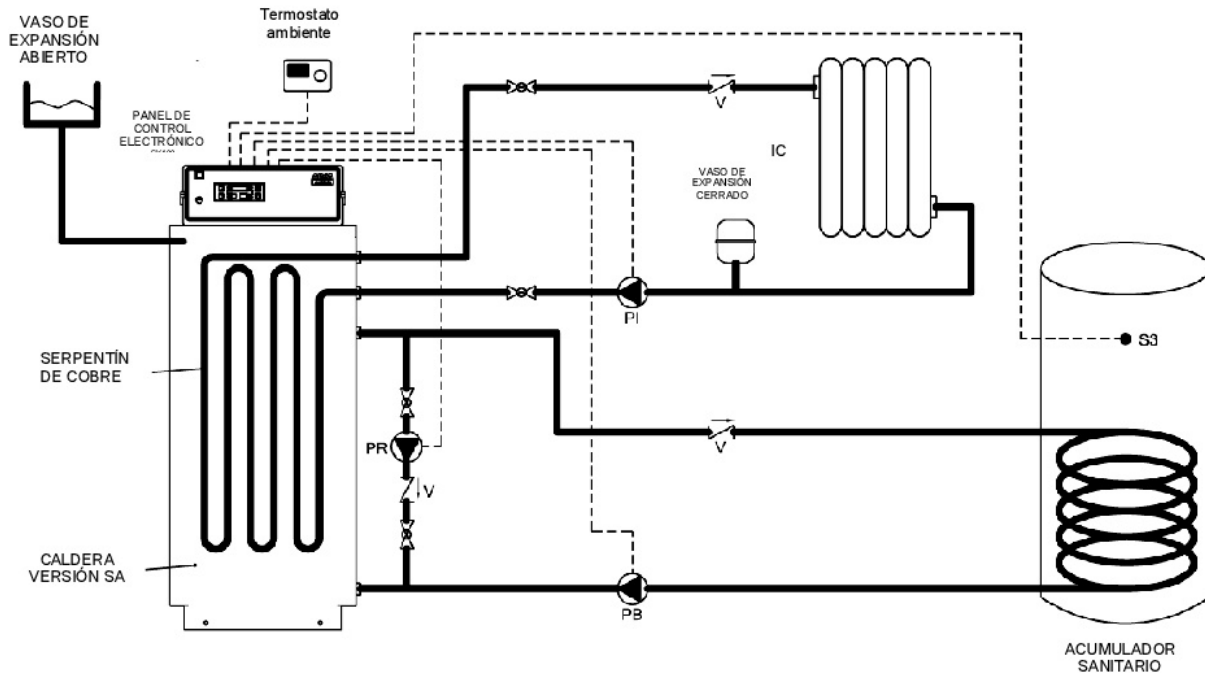 VASO DE
EXPANSIÓN
ABIERTO
Termostato
ambiente
PANEL DE
CONTROL
ELECTRÓNICO
V
IC
VASO DE
EXPANSIÓN
CERRADO
PI
S3
SERPENTÍN
DE COBRE
PR
V
V
CALDERA
VERSIÓN SA
PB
ACUMULADOR
SANITARIO